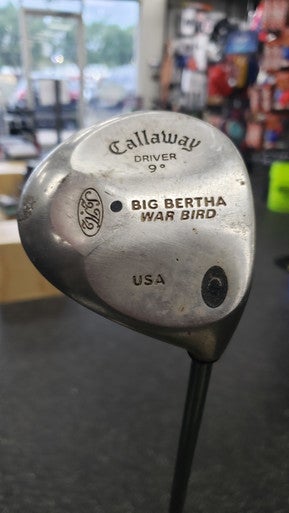 Callaway
DRIVER
9°
BIG BERTHA
WAR BIRD
USA